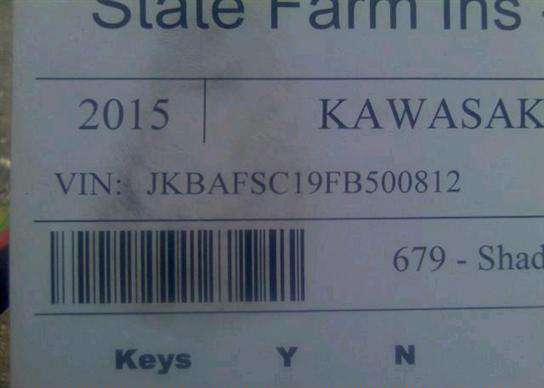 State Farm Ins
2015 KAWASAK
VIN: JKBAFSC19FB500812
679 - Shad
Keys Y N